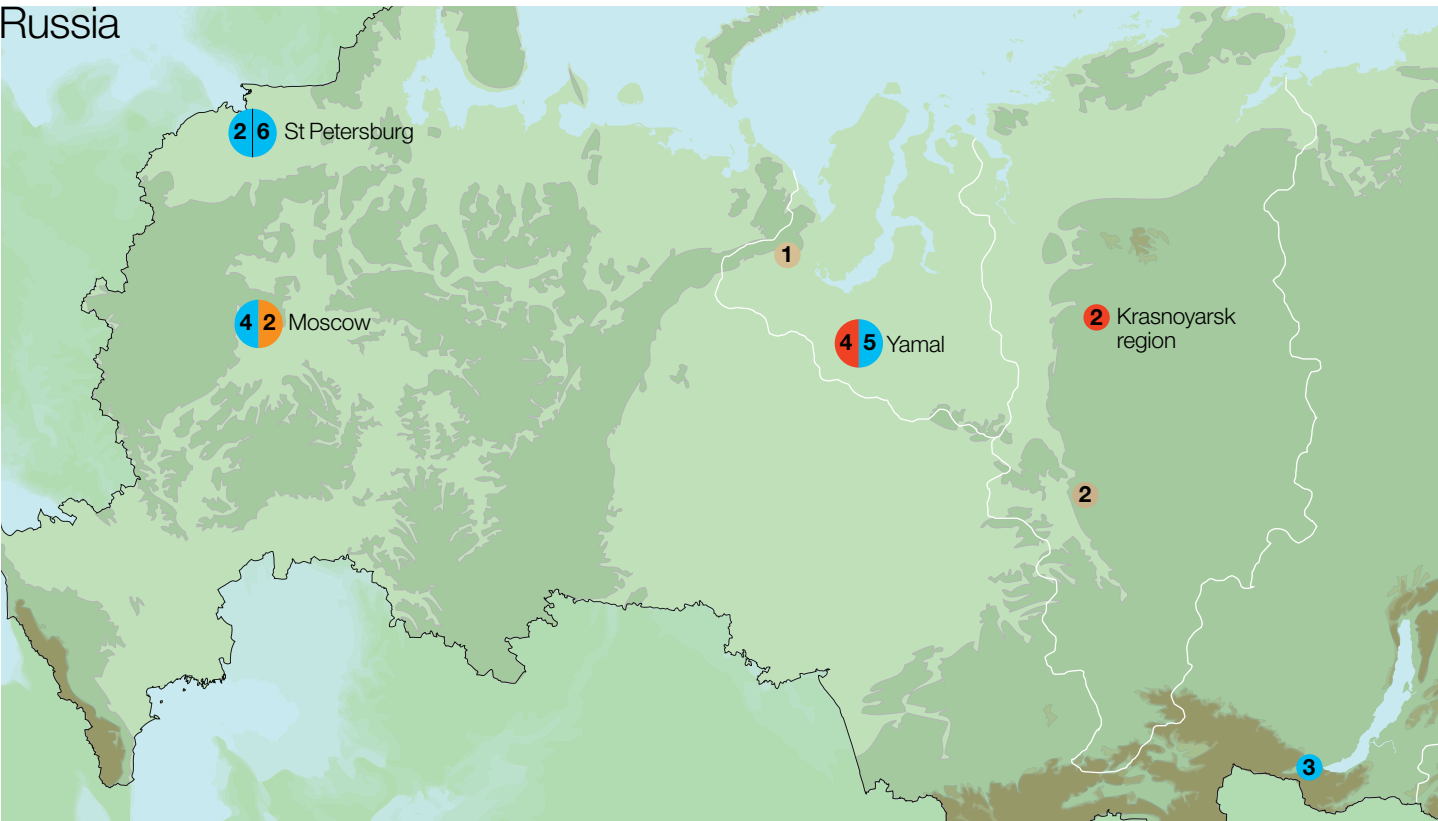 Russia
2 6 St Petersburg
1
4 2 Moscow
2 Krasnoyarsk
region
4 5 Yamal
2
3